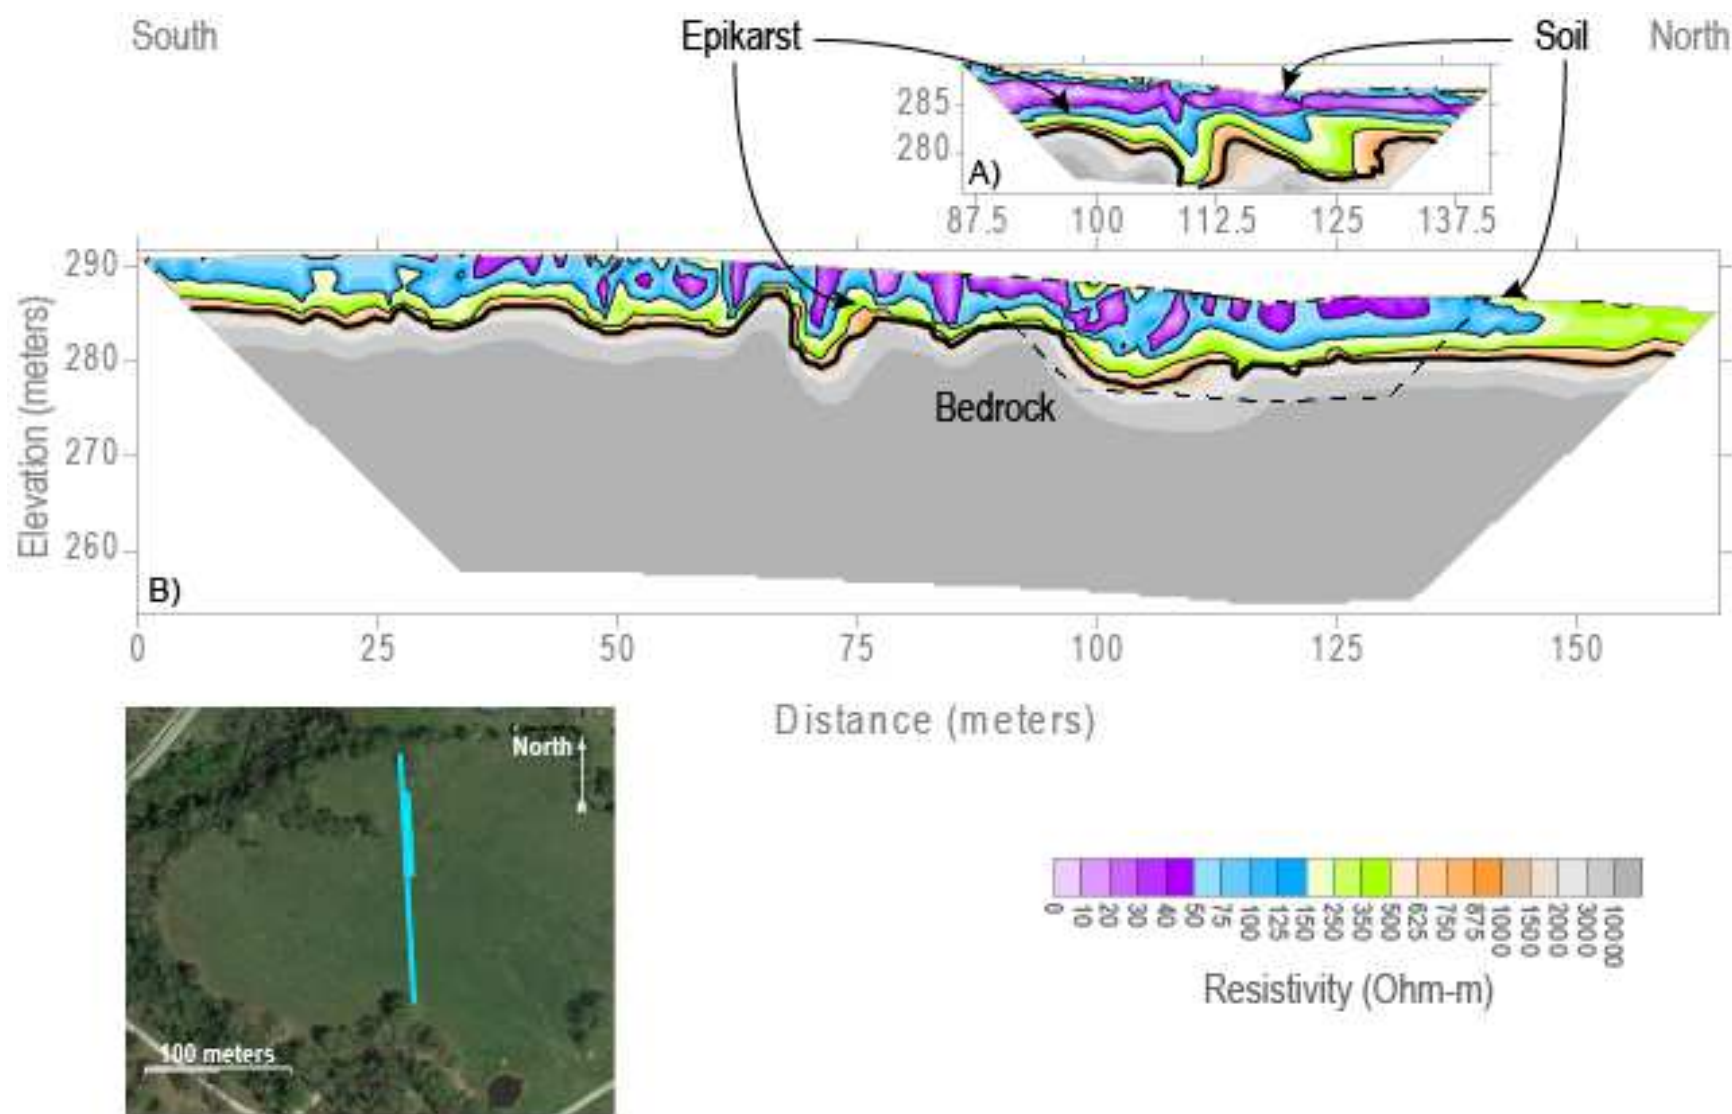 South
Epikarst
Soil
North
285
280
A)
87.5 100 112.5 125 137.5
290
280
270
260
Elevation (meters)
Bedrock
B)
0 25 50 75 100 125 150
Distance (meters)
North
100 meters
0 10 20 30 40 50 75 100 125 150 250 350 500 625 750 875 1000 1500 2000 3000 10000
Resistivity (Ohm-m)